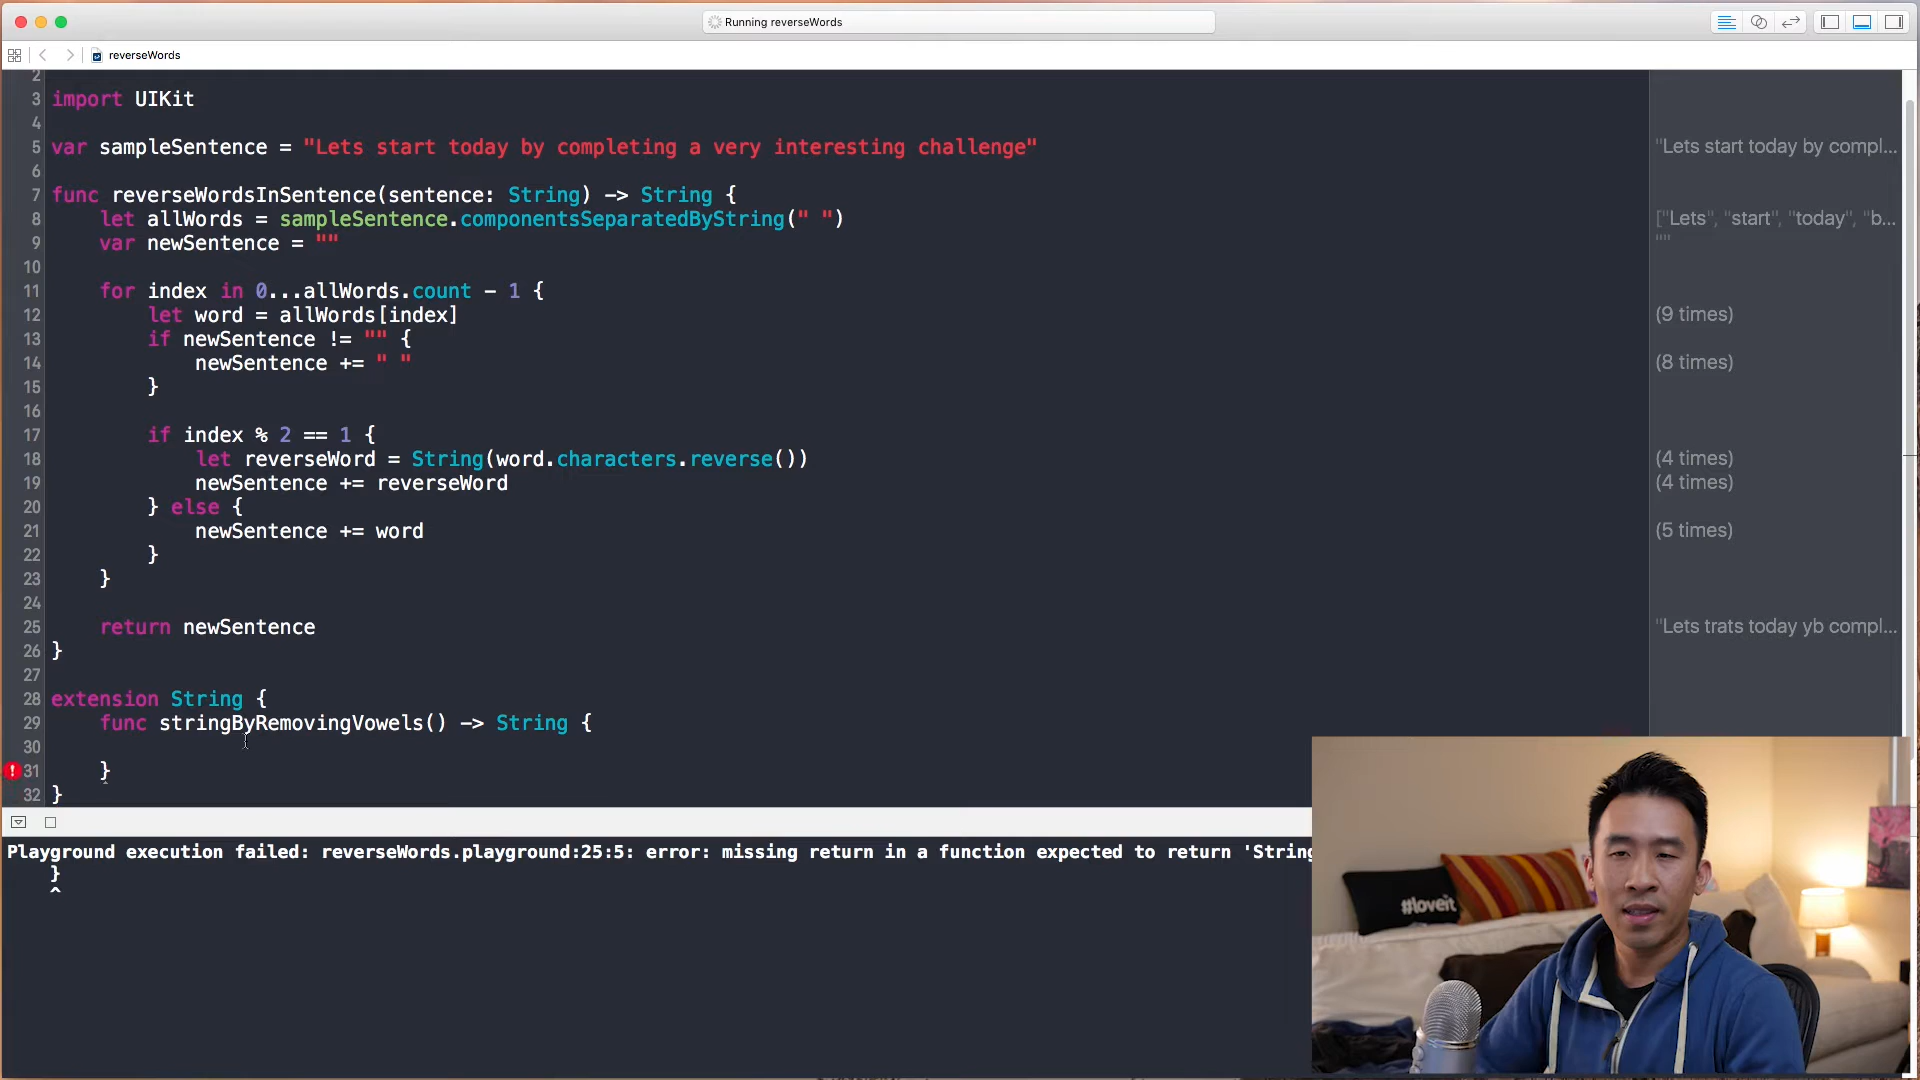 Running reverseWords
reverseWords
2
3 import UIKit
4
5 var sampleSentence = "Lets start today by completing a very interesting challenge" "Lets start today by compl...
6
7 func reverseWordsInSentence(sentence: String) -> String {
8 let allWords = sampleSentence.componentsSeparatedByString(" ") ["Lets", "start", "today", "b...
9 var newSentence = "" ""
10
11 for index in 0...allWords.count - 1 {
12 let word = allWords[index] (9 times)
13 if newSentence != "" {
14 newSentence += " " (8 times)
15 }
16
17 if index % 2 == 1 {
18 let reverseWord = String(word.characters.reverse()) (4 times)
19 newSentence += reverseWord (4 times)
20 } else {
21 newSentence += word (5 times)
22 }
23 }
24
25 return newSentence "Lets trats today yb compl...
26 }
27
28 extension String {
29 func stringByRemovingVowels() -> String {
30
31 }
32 }
Playground execution failed: reverseWords.playground:25:5: error: missing return in a function expected to return 'String
}
^
#loveit